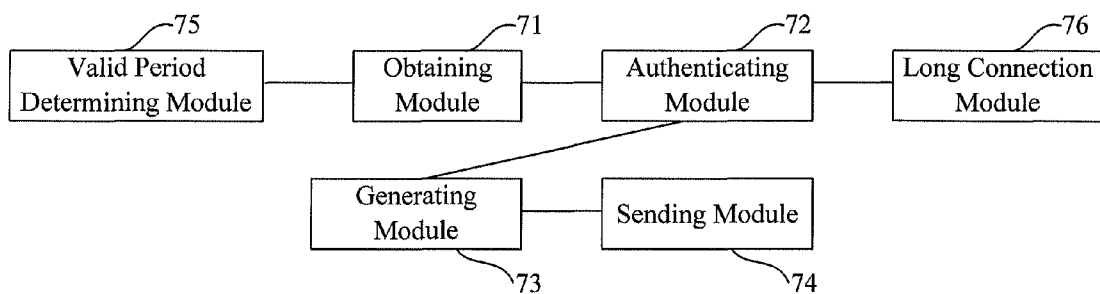 75
71
72
76
Valid Period
Determining Module
Obtaining
Module
Authenticating
Module
Long Connection
Module
Generating
Module
Sending Module
73
74